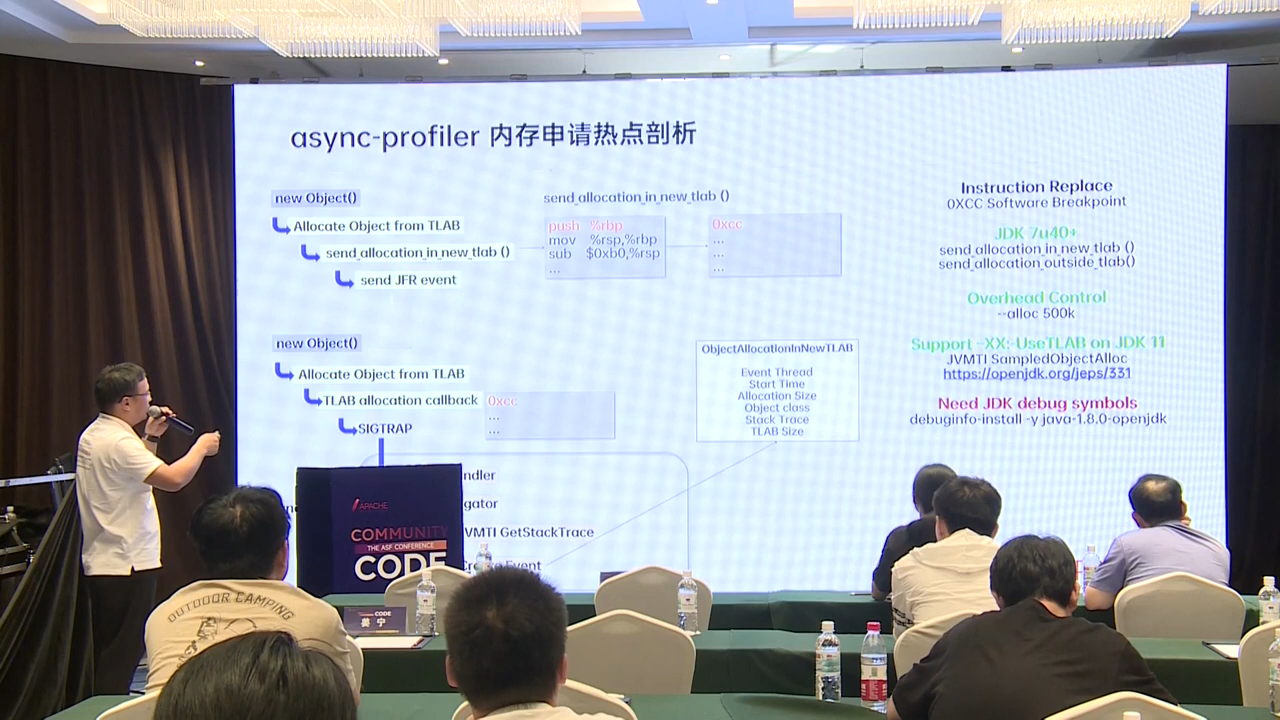 async-profiler 内存申请热点剖析
new Object()
Allocate Object from TLAB
send_allocation_in_new_tlab ()
send JFR event
send_allocation_in_new_tlab ()
push %rbp
mov %rsp,%rbp
sub $0xb0,%rsp
...
0xcc
...
...
...
new Object()
Allocate Object from TLAB
TLAB allocation callback
SIGTRAP
0xcc
...
...
ObjectAllocationInNewTLAB
Event Thread
Start Time
Allocation Size
Object class
Stack Trace
TLAB Size
ndler
gator
VMTI GetStackTrace
Event
Instruction Replace
0XCC Software Breakpoint
JDK 7u40+
send_allocation_in_new_tlab ()
send_allocation_outside_tlab()
Overhead Control
--alloc 500k
Support -XX:-UseTLAB on JDK 11
JVMTI SampledObjectAlloc
https://openjdk.org/jeps/331
Need JDK debug symbols
debuginfo-install -y java-1.8.0-openjdk
APACHE
COMMUNITY
THE ASF CONFERENCE
CODE
OUTDOOR CAMPING
CODE
姜 宁